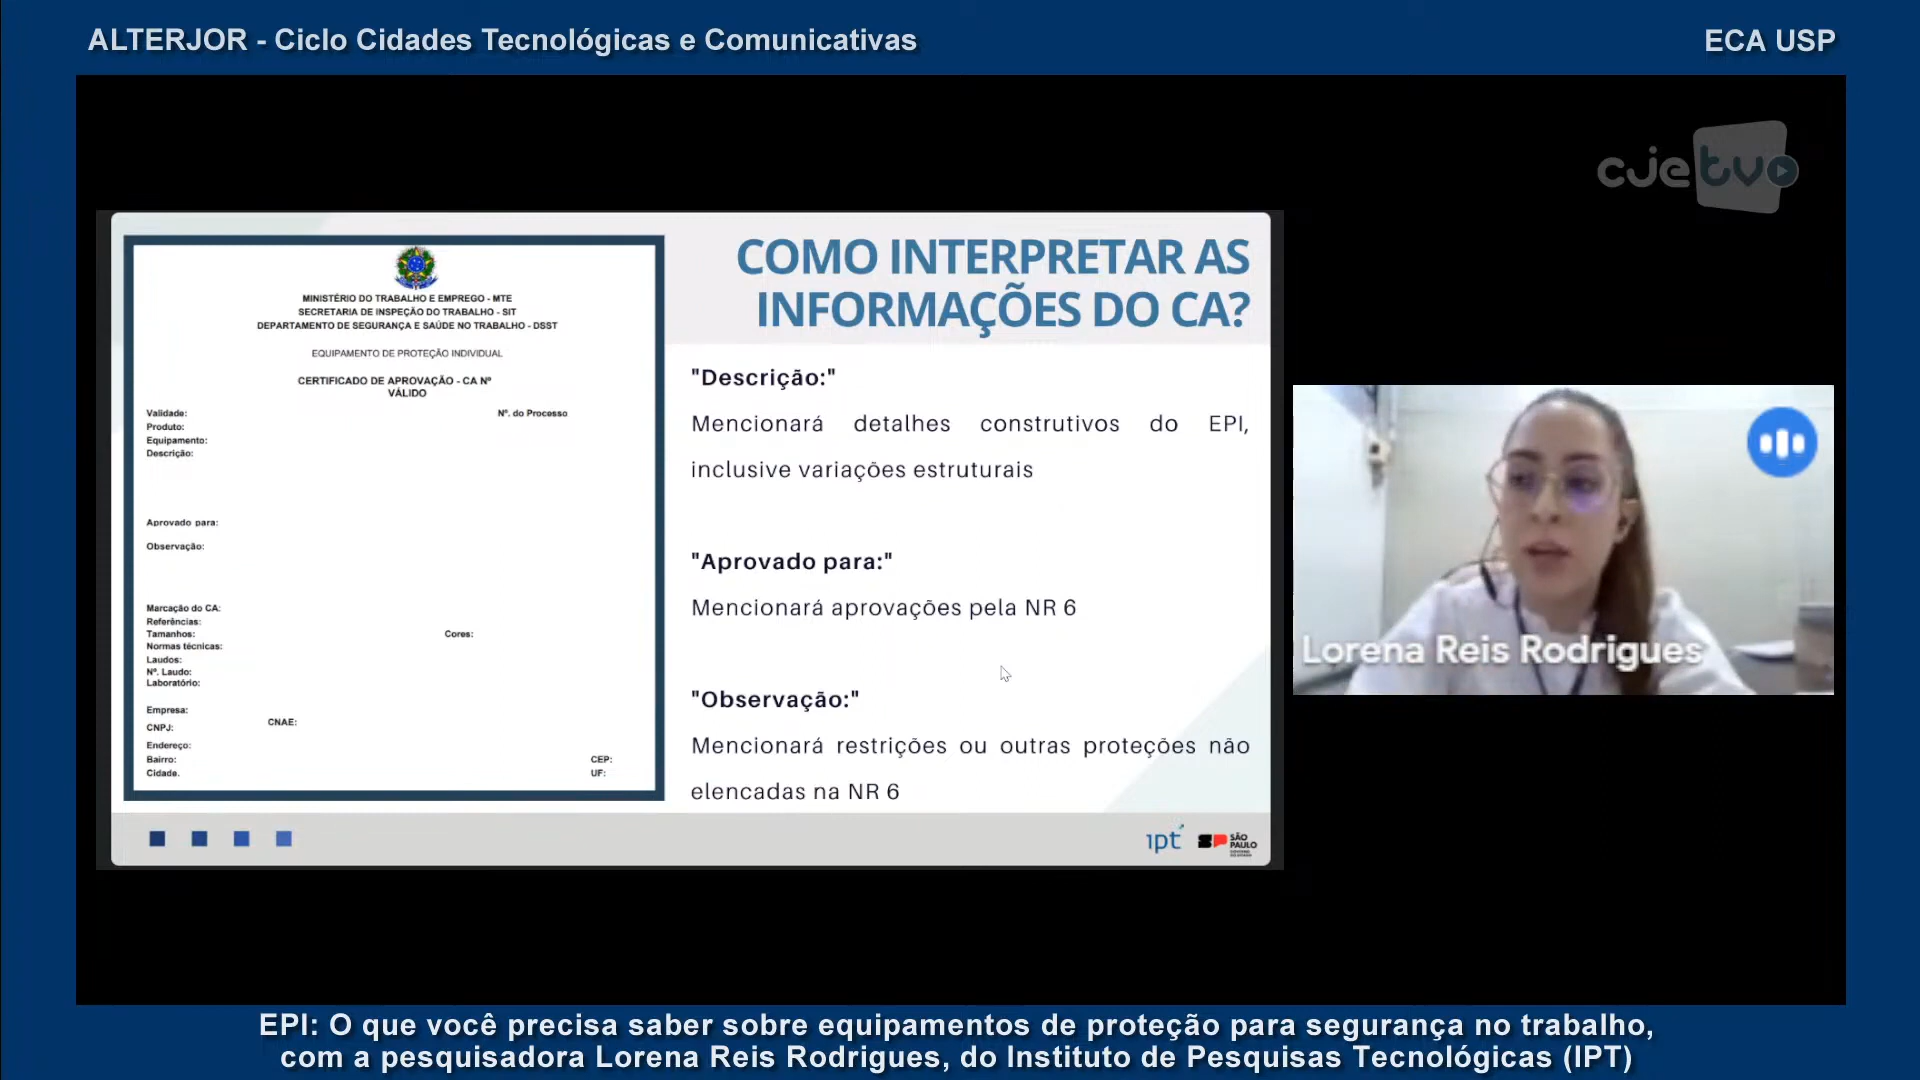 ALTERJOR - Ciclo Cidades Tecnológicas e Comunicativas
ECA USP
cjetv
MINISTÉRIO DO TRABALHO E EMPREGO - MTE
SECRETARIA DE INSPEÇÃO DO TRABALHO - SIT
DEPARTAMENTO DE SEGURANÇA E SAÚDE NO TRABALHO - DSST
EQUIPAMENTO DE PROTEÇÃO INDIVIDUAL
CERTIFICADO DE APROVAÇÃO - CA Nº
VÁLIDO
Validade:
Nº. do Processo
Produto:
Equipamento:
Descrição:
Aprovado para:
Observação:
Marcação do CA:
Referências:
Tamanhos:
Cores:
Normas técnicas:
Laudos:
Nº. Laudo:
Laboratório:
Empresa:
CNPJ:
CNAE:
Endereço:
Bairro:
CEP:
Cidade.
UF:
COMO INTERPRETAR AS
INFORMAÇÕES DO CA?
"Descrição:"
Mencionará detalhes construtivos do EPI,
inclusive variações estruturais
"Aprovado para:"
Mencionará aprovações pela NR 6
"Observação:"
Mencionará restrições ou outras proteções não
elencadas na NR 6
ipt
SP
SÃO
PAULO
Lorena Reis Rodrigues
EPI: O que você precisa saber sobre equipamentos de proteção para segurança no trabalho,
com a pesquisadora Lorena Reis Rodrigues, do Instituto de Pesquisas Tecnológicas (IPT)